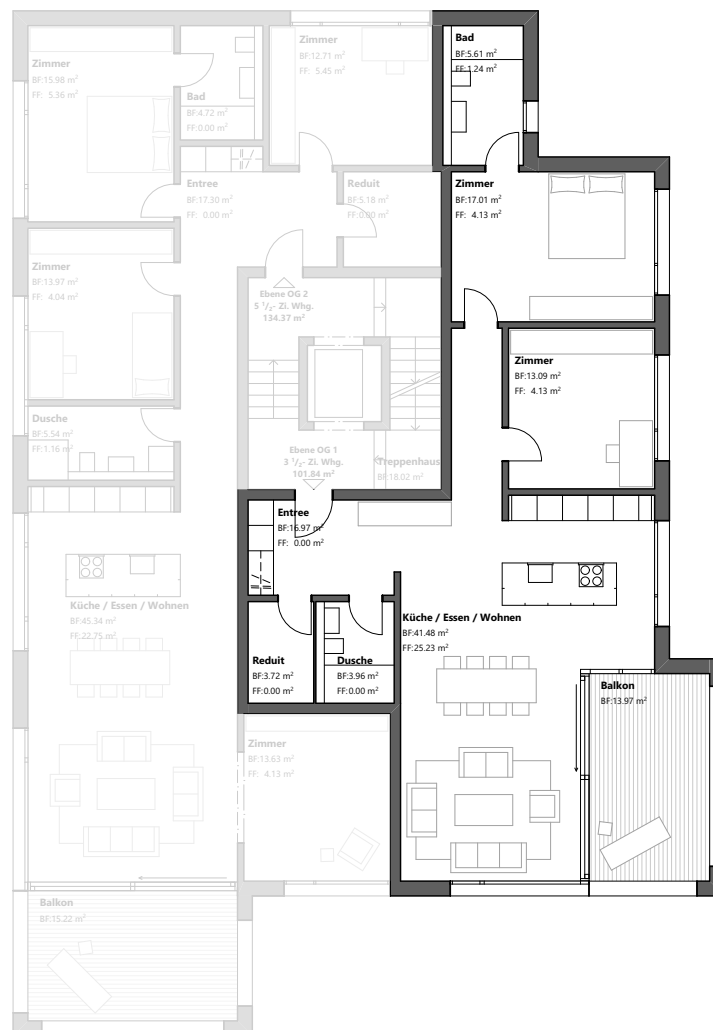 Zimmer
BF:15.98 m²
FF: 5.36 m²
Bad
BF:4.72 m²
FF:0.00 m²
Zimmer
BF:12.71 m²
FF: 5.45 m²
Bad
BF:5.61 m²
FF:1.24 m²
Entree
BF:17.30 m²
FF: 0.00 m²
Reduit
BF:5.18 m²
FF:0.00 m²
Zimmer
BF:17.01 m²
FF: 4.13 m²
Zimmer
BF:13.97 m²
FF: 4.04 m²
Ebene OG 2
5 ¹/₂- Zi. Whg.
134.37 m²
Zimmer
BF:13.09 m²
FF: 4.13 m²
Dusche
BF:5.54 m²
FF:1.16 m²
Ebene OG 1
3 ¹/₂- Zi. Whg.
101.84 m²
Treppenhaus
BF:18.02 m²
Entree
BF:16.97 m²
FF: 0.00 m²
Küche / Essen / Wohnen
BF:45.34 m²
FF:22.75 m²
Küche / Essen / Wohnen
BF:41.48 m²
FF:25.23 m²
Reduit
BF:3.72 m²
FF:0.00 m²
Dusche
BF:3.96 m²
FF:0.00 m²
Balkon
BF:13.97 m²
Zimmer
BF:13.63 m²
FF: 4.13 m²
Balkon
BF:15.22 m²